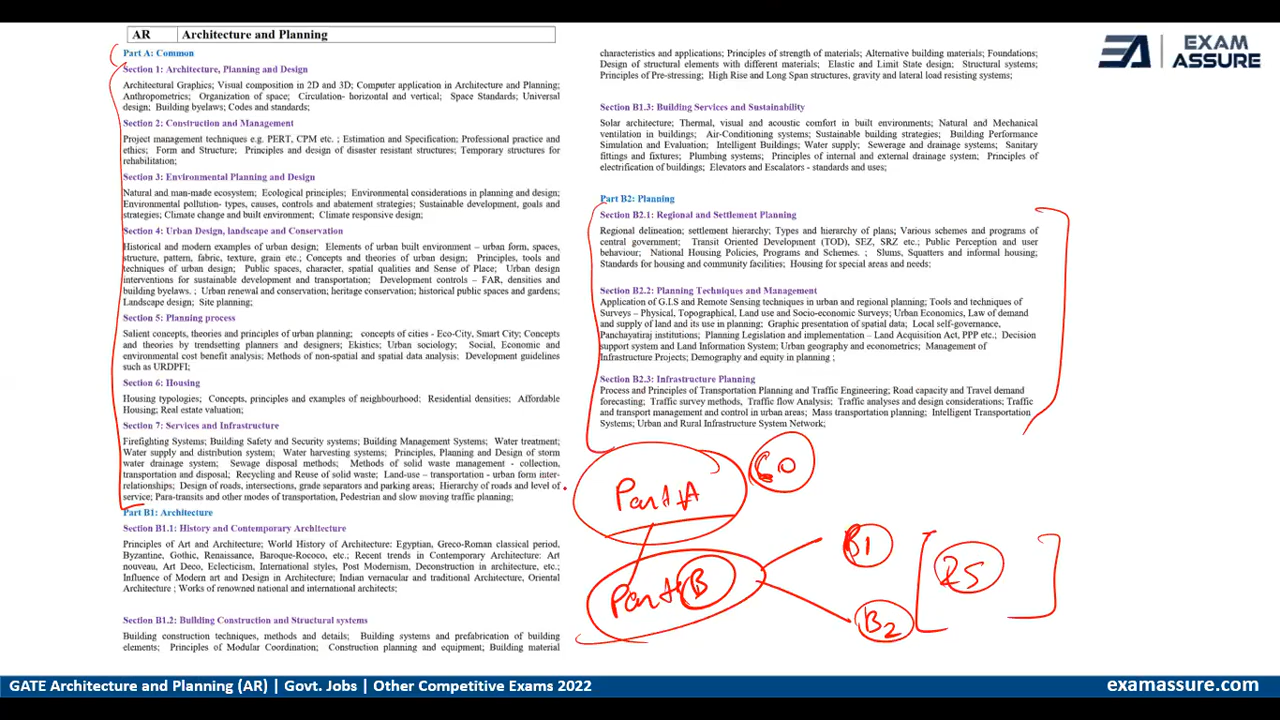 AR Architecture and Planning
Part A: Common
Section 1: Architecture, Planning and Design
Architectural Graphics; Visual composition in 2D and 3D; Computer application in Architecture and Planning;
Anthropometrics; Organization of space; Circulation- horizontal and vertical; Space Standards; Universal
design; Building byelaws; Codes and standards;
Section 2: Construction and Management
Project management techniques e.g. PERT, CPM etc. ; Estimation and Specification; Professional practice and
ethics; Form and Structure; Principles and design of disaster resistant structures; Temporary structures for
rehabilitation;
Section 3: Environmental Planning and Design
Natural and man-made ecosystem; Ecological principles; Environmental considerations in planning and design;
Environmental pollution- types, causes, controls and abatement strategies; Sustainable development, goals and
strategies; Climate change and built environment; Climate responsive design;
Section 4: Urban Design, landscape and Conservation
Historical and modern examples of urban design; Elements of urban built environment – urban form, spaces,
structure, pattern, fabric, texture, grain etc.; Concepts and theories of urban design; Principles, tools and
techniques of urban design; Public spaces, character, spatial qualities and Sense of Place; Urban design
interventions for sustainable development and transportation; Development controls – FAR, densities and
building byelaws. ; Urban renewal and conservation; heritage conservation; historical public spaces and gardens;
Landscape design; Site planning;
Section 5: Planning process
Salient concepts, theories and principles of urban planning; concepts of cities - Eco-City, Smart City; Concepts
and theories by trendsetting planners and designers; Ekistics; Urban sociology; Social, Economic and
environmental cost benefit analysis; Methods of non-spatial and spatial data analysis; Development guidelines
such as URDPFI;
Section 6: Housing
Housing typologies; Concepts, principles and examples of neighbourhood; Residential densities; Affordable
Housing; Real estate valuation;
Section 7: Services and Infrastructure
Firefighting Systems; Building Safety and Security systems; Building Management Systems; Water treatment;
Water supply and distribution system; Water harvesting systems; Principles, Planning and Design of storm
water drainage system; Sewage disposal methods; Methods of solid waste management - collection,
transportation and disposal; Recycling and Reuse of solid waste; Land-use – transportation - urban form inter-
relationships; Design of roads, intersections, grade separators and parking areas; Hierarchy of roads and level of
service; Para-transits and other modes of transportation, Pedestrian and slow moving traffic planning;
Part B1: Architecture
Section B1.1: History and Contemporary Architecture
Principles of Art and Architecture; World History of Architecture: Egyptian, Greco-Roman classical period,
Byzantine, Gothic, Renaissance, Baroque-Rococo, etc.; Recent trends in Contemporary Architecture: Art
nouveau, Art Deco, Eclecticism, International styles, Post Modernism, Deconstruction in architecture, etc.;
Influence of Modern art and Design in Architecture; Indian vernacular and traditional Architecture, Oriental
Architecture ; Works of renowned national and international architects;
Section B1.2: Building Construction and Structural systems
Building construction techniques, methods and details; Building systems and prefabrication of building
elements; Principles of Modular Coordination; Construction planning and equipment; Building material
characteristics and applications; Principles of strength of materials; Alternative building materials; Foundations;
Design of structural elements with different materials; Elastic and Limit State design; Structural systems;
Principles of Pre-stressing; High Rise and Long Span structures, gravity and lateral load resisting systems;
Section B1.3: Building Services and Sustainability
Solar architecture; Thermal, visual and acoustic comfort in built environments; Natural and Mechanical
ventilation in buildings; Air-Conditioning systems; Sustainable building strategies; Building Performance
Simulation and Evaluation; Intelligent Buildings; Water supply; Sewerage and drainage systems; Sanitary
fittings and fixtures; Plumbing systems; Principles of internal and external drainage system; Principles of
electrification of buildings; Elevators and Escalators - standards and uses;
Part B2: Planning
Section B2.1: Regional and Settlement Planning
Regional delineation; settlement hierarchy; Types and hierarchy of plans; Various schemes and programs of
central government; Transit Oriented Development (TOD), SEZ, SRZ etc.; Public Perception and user
behaviour; National Housing Policies, Programs and Schemes. ; Slums, Squatters and informal housing;
Standards for housing and community facilities; Housing for special areas and needs;
Section B2.2: Planning Techniques and Management
Application of G.I.S and Remote Sensing techniques in urban and regional planning; Tools and techniques of
Surveys – Physical, Topographical, Land use and Socio-economic Surveys; Urban Economics, Law of demand
and supply of land and its use in planning; Graphic presentation of spatial data; Local self-governance,
Panchayatiraj institutions; Planning Legislation and implementation – Land Acquisition Act, PPP etc.; Decision
support system and Land Information System; Urban geography and econometrics; Management of
Infrastructure Projects; Demography and equity in planning ;
Section B2.3: Infrastructure Planning
Process and Principles of Transportation Planning and Traffic Engineering; Road capacity and Travel demand
forecasting; Traffic survey methods, Traffic flow Analysis; Traffic analyses and design considerations; Traffic
and transport management and control in urban areas; Mass transportation planning; Intelligent Transportation
Systems; Urban and Rural Infrastructure System Network;
60
Part A
B1
25
Part B
B2
EXAM
ASSURE
GATE Architecture and Planning (AR) | Govt. Jobs | Other Competitive Exams 2022
examassure.com